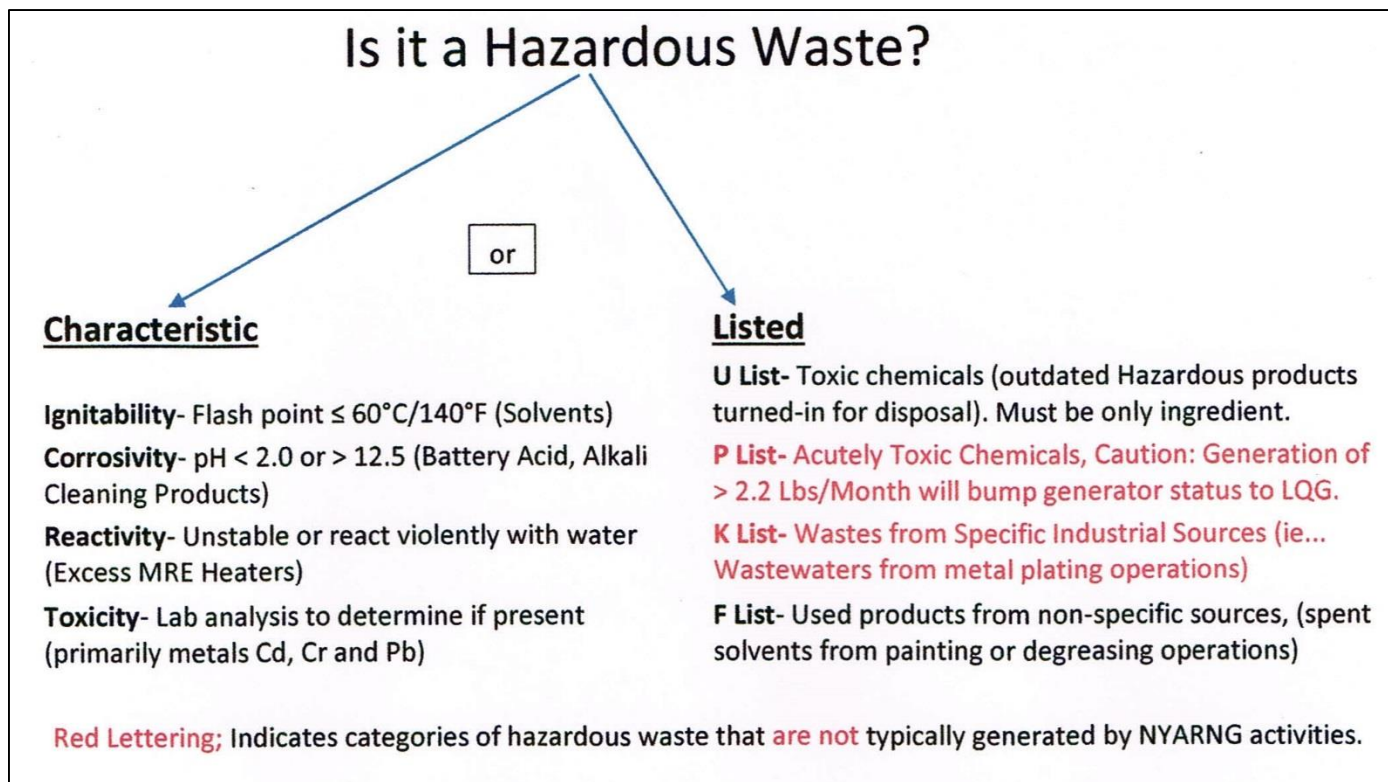 Is it a Hazardous Waste?
or
Characteristic
Ignitability- Flash point ≤ 60°C/140°F (Solvents)
Corrosivity- pH < 2.0 or > 12.5 (Battery Acid, Alkali
Cleaning Products)
Reactivity- Unstable or react violently with water
(Excess MRE Heaters)
Toxicity- Lab analysis to determine if present
(primarily metals Cd, Cr and Pb)
Listed
U List- Toxic chemicals (outdated Hazardous products
turned-in for disposal). Must be only ingredient.
P List- Acutely Toxic Chemicals, Caution: Generation of
> 2.2 Lbs/Month will bump generator status to LQG.
K List- Wastes from Specific Industrial Sources (ie...
Wastewaters from metal plating operations)
F List- Used products from non-specific sources, (spent
solvents from painting or degreasing operations)
Red Lettering; Indicates categories of hazardous waste that are not typically generated by NYARNG activities.